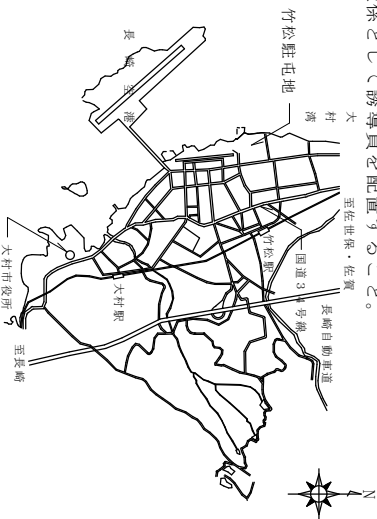 保として誘導員を配置すること。
至佐世保・佐賀
大村湾
竹松駐屯地
長崎空港
竹松駅
国道34号線
長崎自動車道
大村駅
大村市役所
至長崎
N